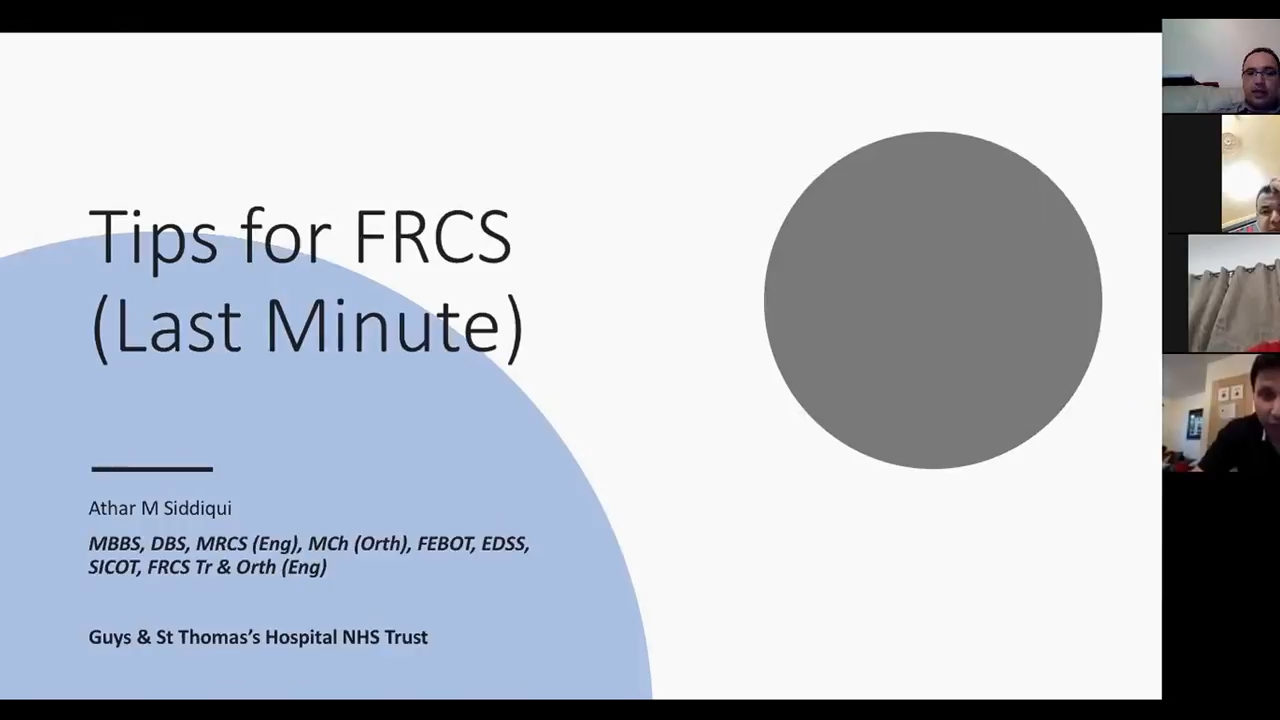 Tips for FRCS
(Last Minute)
Athar M Siddiqui
MBBS, DBS, MRCS (Eng), MCh (Orth), FEBOT, EDSS,
SICOT, FRCS Tr & Orth (Eng)
Guys & St Thomas’s Hospital NHS Trust